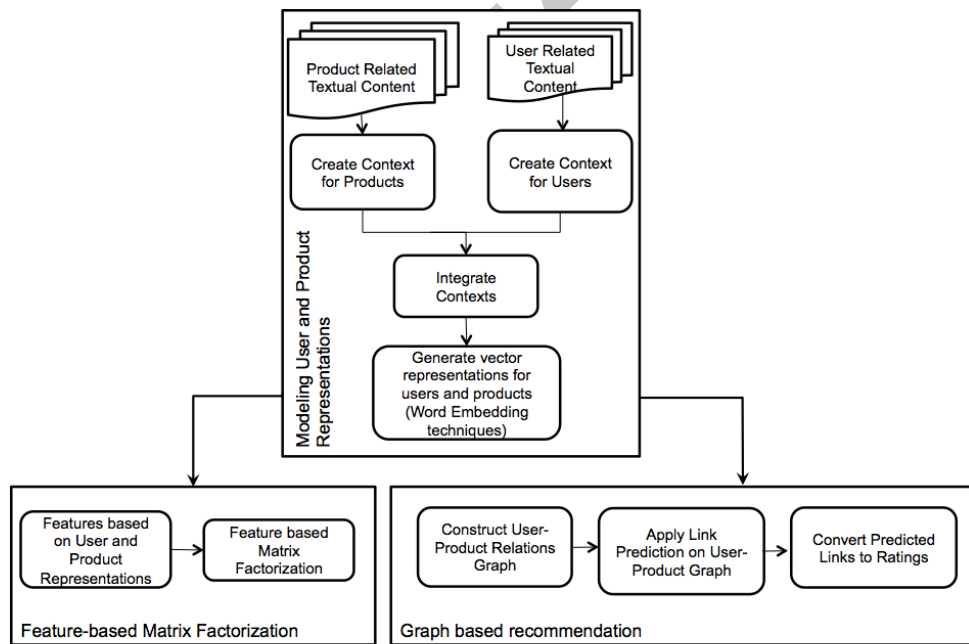 Product Related
Textual Content
User Related
Textual
Content
Create Context
for Products
Create Context
for Users
Integrate
Contexts
Generate vector
representations for
users and products
(Word Embedding
techniques)
Modeling User and Product
Representations
Features based
on User and
Product
Representations
Feature based
Matrix
Factorization
Feature-based Matrix Factorization
Construct User-
Product Relations
Graph
Apply Link
Prediction on User-
Product Graph
Convert Predicted
Links to Ratings
Graph based recommendation